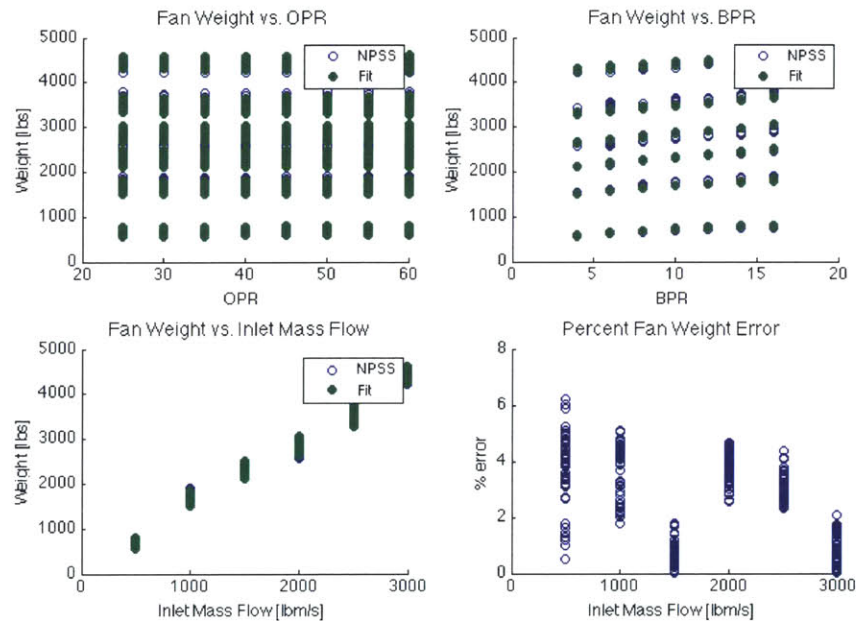 Fan Weight vs. OPR
5000
4000
3000
2000
1000
0
Weight [lbs]
NPSS
Fit
20 30 40 50 60
OPR
Fan Weight vs. BPR
5000
4000
3000
2000
1000
0
Weight [lbs]
NPSS
Fit
0 5 10 15 20
BPR
Fan Weight vs. Inlet Mass Flow
5000
4000
3000
2000
1000
0
Weight [lbs]
NPSS
Fit
0 1000 2000 3000
Inlet Mass Flow [lbm/s]
Percent Fan Weight Error
8
6
4
2
0
% error
0 1000 2000 3000
Inlet Mass Flow [lbm/s]